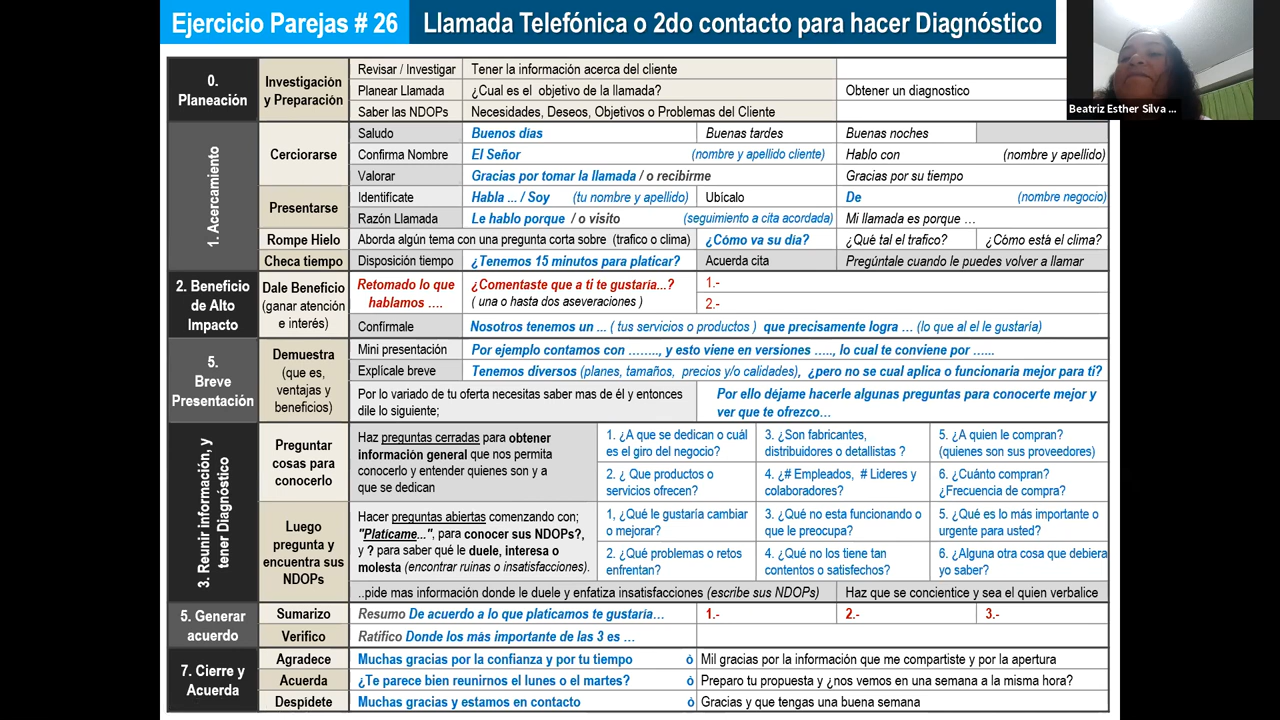 Ejercicio Parejas # 26 Llamada Telefónica o 2do contacto para hacer Diagnóstico
Beatriz Esther Silva ...
0. Planeación
Investigación y Preparación
Revisar / Investigar Tener la información acerca del cliente
Planear Llamada ¿Cual es el objetivo de la llamada? Obtener un diagnostico
Saber las NDOPs Necesidades, Deseos, Objetivos o Problemas del Cliente
1. Acercamiento
Cerciorarse
Saludo Buenos dias Buenas tardes Buenas noches
Confirma Nombre El Señor (nombre y apellido cliente) Hablo con (nombre y apellido)
Valorar Gracias por tomar la llamada / o recibirme Gracias por su tiempo
Presentarse
Identifícate Habla ... / Soy (tu nombre y apellido) Ubícalo De (nombre negocio)
Razón Llamada Le hablo porque / o visito (seguimiento a cita acordada) Mi llamada es porque ...
Rompe Hielo Aborda algún tema con una pregunta corta sobre (trafico o clima) ¿Cómo va su día? ¿Qué tal el trafico? ¿Cómo está el clima?
Checa tiempo Disposición tiempo ¿Tenemos 15 minutos para platicar? Acuerda cita Pregúntale cuando le puedes volver a llamar
2. Beneficio de Alto Impacto
Dale Beneficio (ganar atención e interés)
Retomado lo que hablamos .... ¿Comentaste que a ti te gustaría...? ( una o hasta dos aseveraciones ) 1.-
2.-
Confírmale Nosotros tenemos un ... ( tus servicios o productos ) que precisamente logra ... (lo que al el le gustaría)
5. Breve Presentación
Demuestra (que es, ventajas y beneficios)
Mini presentación Por ejemplo contamos con …….., y esto viene en versiones ….., lo cual te conviene por …...
Explícale breve Tenemos diversos (planes, tamaños, precios y/o calidades), ¿pero no se cual aplica o funcionaria mejor para ti?
Por lo variado de tu oferta necesitas saber mas de él y entonces dile lo siguiente;
Por ello déjame hacerle algunas preguntas para conocerte mejor y ver que te ofrezco…
3. Reunir información, y tener Diagnóstico
Preguntar cosas para conocerlo
Haz preguntas cerradas para obtener información general que nos permita conocerlo y entender quienes son y a que se dedican
1. ¿A que se dedican o cuál es el giro del negocio?
3. ¿Son fabricantes, distribuidores o detallistas ?
5. ¿A quien le compran? (quienes son sus proveedores)
2. ¿ Que productos o servicios ofrecen?
4. ¿# Empleados, # Lideres y colaboradores?
6. ¿Cuánto compran? ¿Frecuencia de compra?
Luego pregunta y encuentra sus NDOPs
Hacer preguntas abiertas comenzando con; "Platícame...", para conocer sus NDOPs?, y ? para saber qué le duele, interesa o molesta (encontrar ruinas o insatisfacciones).
1, ¿Qué le gustaría cambiar o mejorar?
3. ¿Qué no esta funcionando o que le preocupa?
5. ¿Qué es lo más importante o urgente para usted?
2. ¿Qué problemas o retos enfrentan?
4. ¿Qué no los tiene tan contentos o satisfechos?
6. ¿Alguna otra cosa que debiera yo saber?
..pide mas información donde le duele y enfatiza insatisfacciones (escribe sus NDOPs) Haz que se concientice y sea el quien verbalice
5. Generar acuerdo
Sumarizo Resumo De acuerdo a lo que platicamos te gustaría… 1.- 2.- 3.-
Verifico Ratífico Donde los más importante de las 3 es …
7. Cierre y Acuerda
Agradece Muchas gracias por la confianza y por tu tiempo ó Mil gracias por la información que me compartiste y por la apertura
Acuerda ¿Te parece bien reunirnos el lunes o el martes? ó Preparo tu propuesta y ¿nos vemos en una semana a la misma hora?
Despidete Muchas gracias y estamos en contacto ó Gracias y que tengas una buena semana